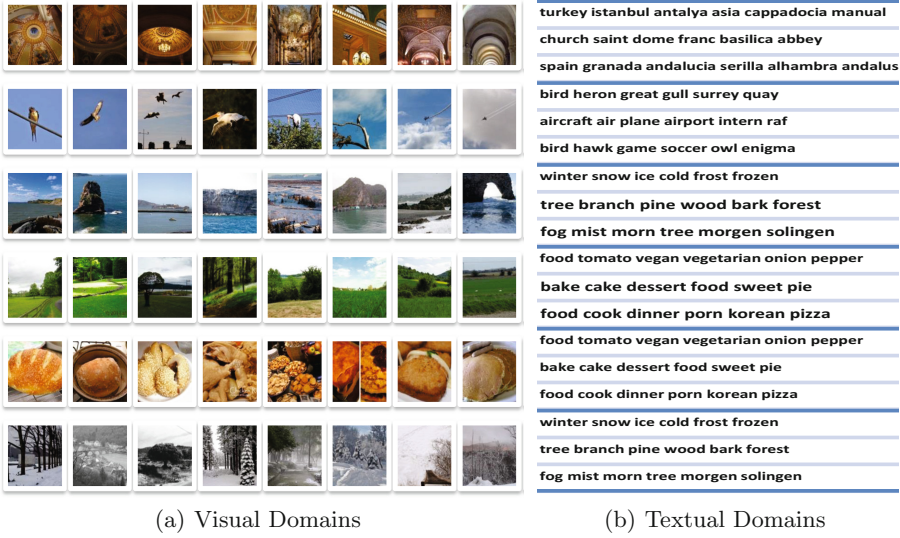 turkey istanbul antalya asia cappadocia manual
church saint dome franc basilica abbey
spain granada andalucia serilla alhambra andalus
bird heron great gull surrey quay
aircraft air plane airport intern raf
bird hawk game soccer owl enigma
winter snow ice cold frost frozen
tree branch pine wood bark forest
fog mist morn tree morgen solingen
food tomato vegan vegetarian onion pepper
bake cake dessert food sweet pie
food cook dinner porn korean pizza
food tomato vegan vegetarian onion pepper
bake cake dessert food sweet pie
food cook dinner porn korean pizza
winter snow ice cold frost frozen
tree branch pine wood bark forest
fog mist morn tree morgen solingen
(a) Visual Domains
(b) Textual Domains